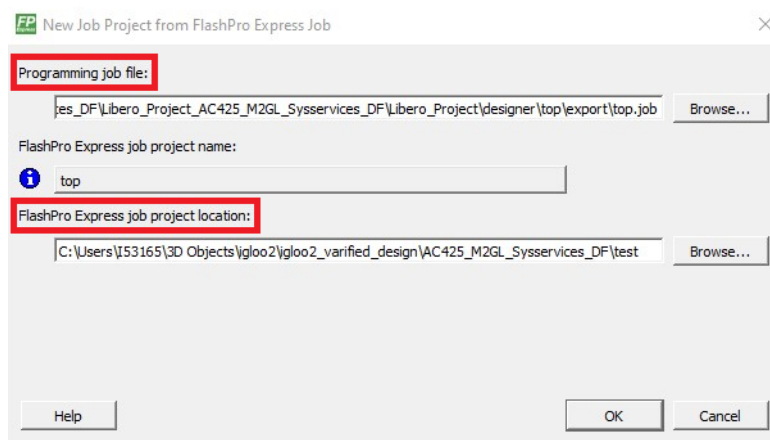 FP
Express
New Job Project from FlashPro Express Job
Programming job file:
:es_DF\Libero_Project_AC425_M2GL_Sysservices_DF\Libero_Project\designer\top\export\top.job
Browse...
FlashPro Express job project name:
top
FlashPro Express job project location:
C:\Users\I53165\3D Objects\igloo2\igloo2_varified_design\AC425_M2GL_Sysservices_DF\test
Browse...
Help
OK
Cancel